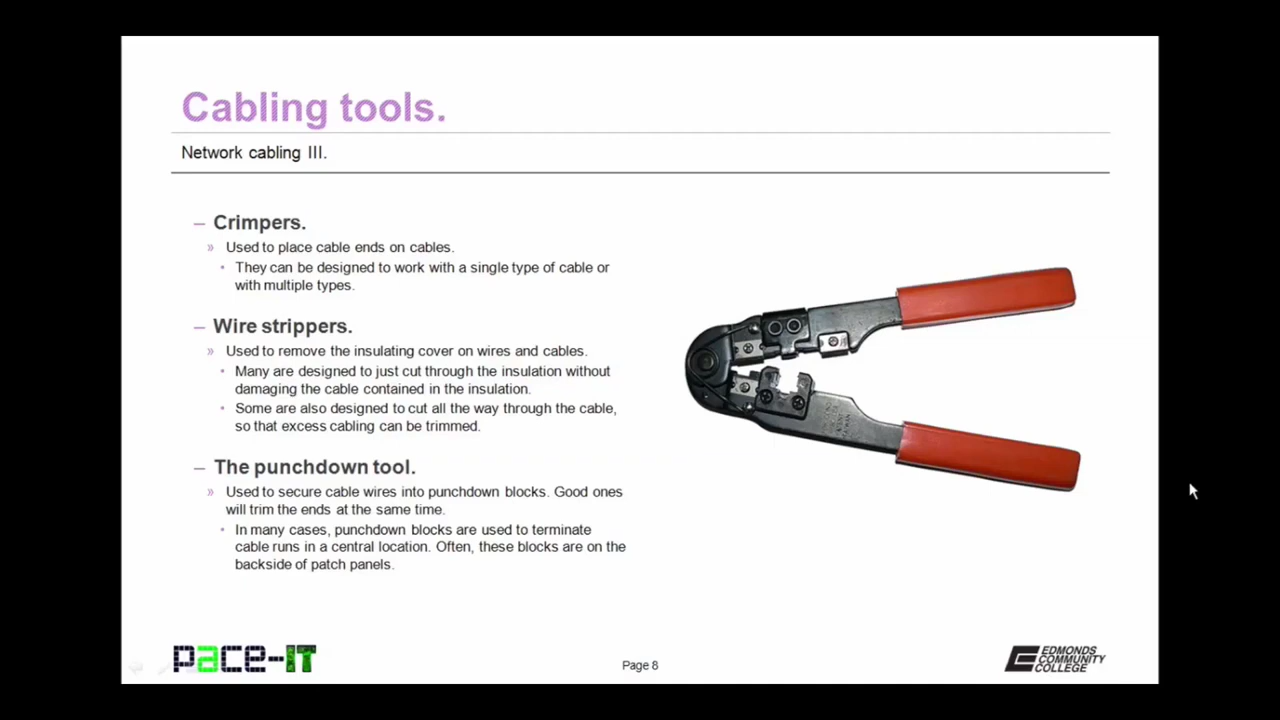 Cabling tools.
Network cabling III.
– Crimpers.
» Used to place cable ends on cables.
• They can be designed to work with a single type of cable or
with multiple types.
– Wire strippers.
» Used to remove the insulating cover on wires and cables.
• Many are designed to just cut through the insulation without
damaging the cable contained in the insulation.
• Some are also designed to cut all the way through the cable,
so that excess cabling can be trimmed.
– The punchdown tool.
» Used to secure cable wires into punchdown blocks. Good ones
will trim the ends at the same time.
• In many cases, punchdown blocks are used to terminate
cable runs in a central location. Often, these blocks are on the
backside of patch panels.
pace-IT
Page 8
EDMONDS
COMMUNITY
COLLEGE